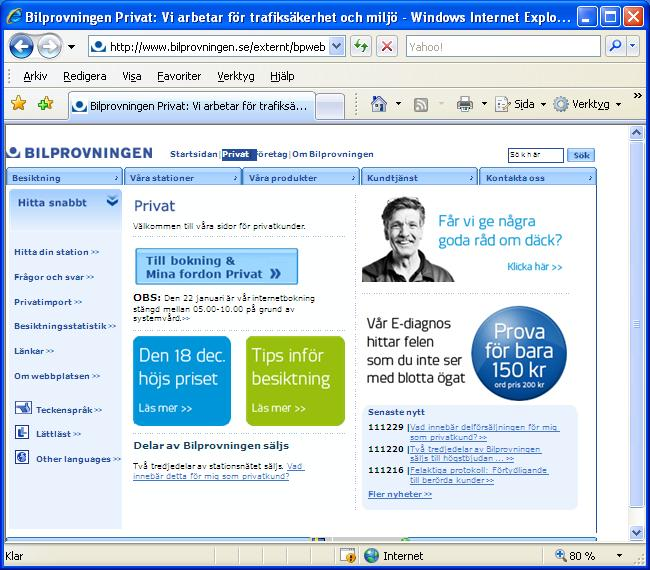 Bilprovningen Privat: Vi arbetar för trafiksäkerhet och miljö - Windows Internet Explo...
http://www.bilprovningen.se/externt/bpweb
Yahoo!
Arkiv Redigera Visa Favoriter Verktyg Hjälp
Bilprovningen Privat: Vi arbetar för trafiksä...
Sida Verktyg
BILPROVNINGEN
Startsidan | Privat öretag | Om Bilprovningen
Sök här
Sök
Besiktning
Våra stationer
Våra produkter
Kundtjänst
Kontakta oss
Hitta snabbt
Hitta din station >>
Frågor och svar >>
Privatimport >>
Besiktningsstatistik >>
Länkar >>
Om webbplatsen >>
Teckenspråk >>
Lättläst >>
Other languages >>
Privat
Välkommen till våra sidor för privatkunder.
Till bokning &
Mina fordon Privat »
OBS: Den 22 januari är vår internetbokning
stängd mellan 05.00-10.00 på grund av
systemvård.>>
Den 18 dec.
höjs priset
Läs mer >>
Tips inför
besiktning
Läs mer >>
Delar av Bilprovningen säljs
Två tredjedelar av stationsnätet säljs. Vad
innebär detta för mig som privatkund?
Får vi ge några
goda råd om däck?
Klicka här >>
Vår E-diagnos
hittar felen
som du inte ser
med blotta ögat
Prova
för bara
150 kr
ord pris 200 kr
Senaste nytt
111229 | Vad innebär delförsäljningen för mig
som privatkund? >>
111220 | Två tredjedelar av Bilprovningen
säljs till högstbjudan ... >>
111216 | Felaktiga protokoll: Förtydligande
till berörda kunder >>
Fler nyheter >>
Klar
Internet
80 %